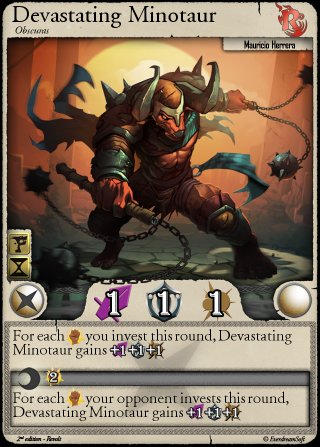 Devastating Minotaur
Obscurus
R
Mauricio Herrera
1 1 1
For each you invest this round, Devastating
Minotaur gains +1 +1 +1
2
For each your opponent invests this round,
Devastating Minotaur gains +1 +1 +1
2nd edition - Revolt
© EverdreamSoft